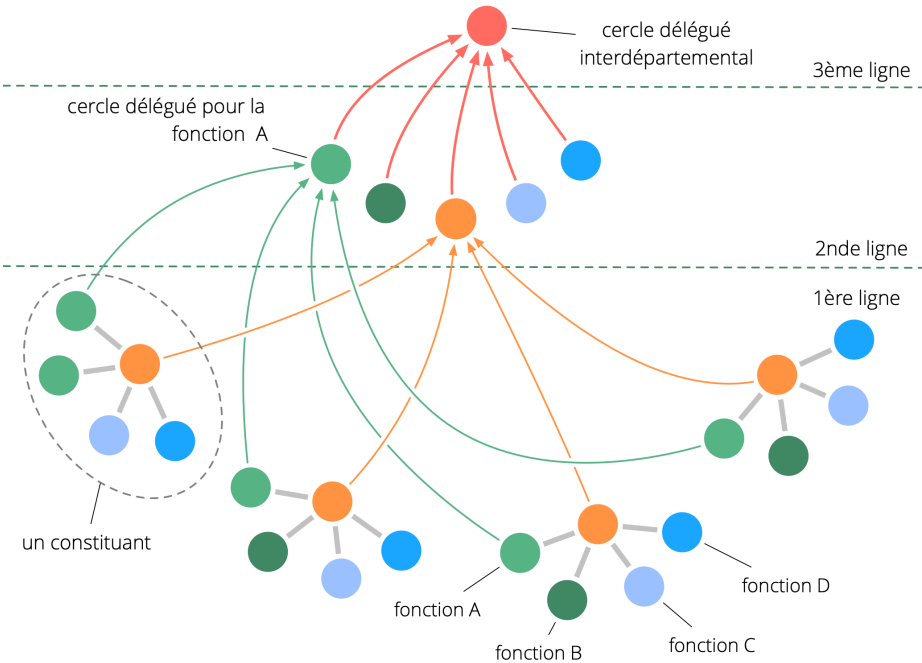 cercle délégué
interdépartemental
3ème ligne
cercle délégué pour la
fonction A
2nde ligne
1ère ligne
un constituant
fonction A
fonction B
fonction C
fonction D